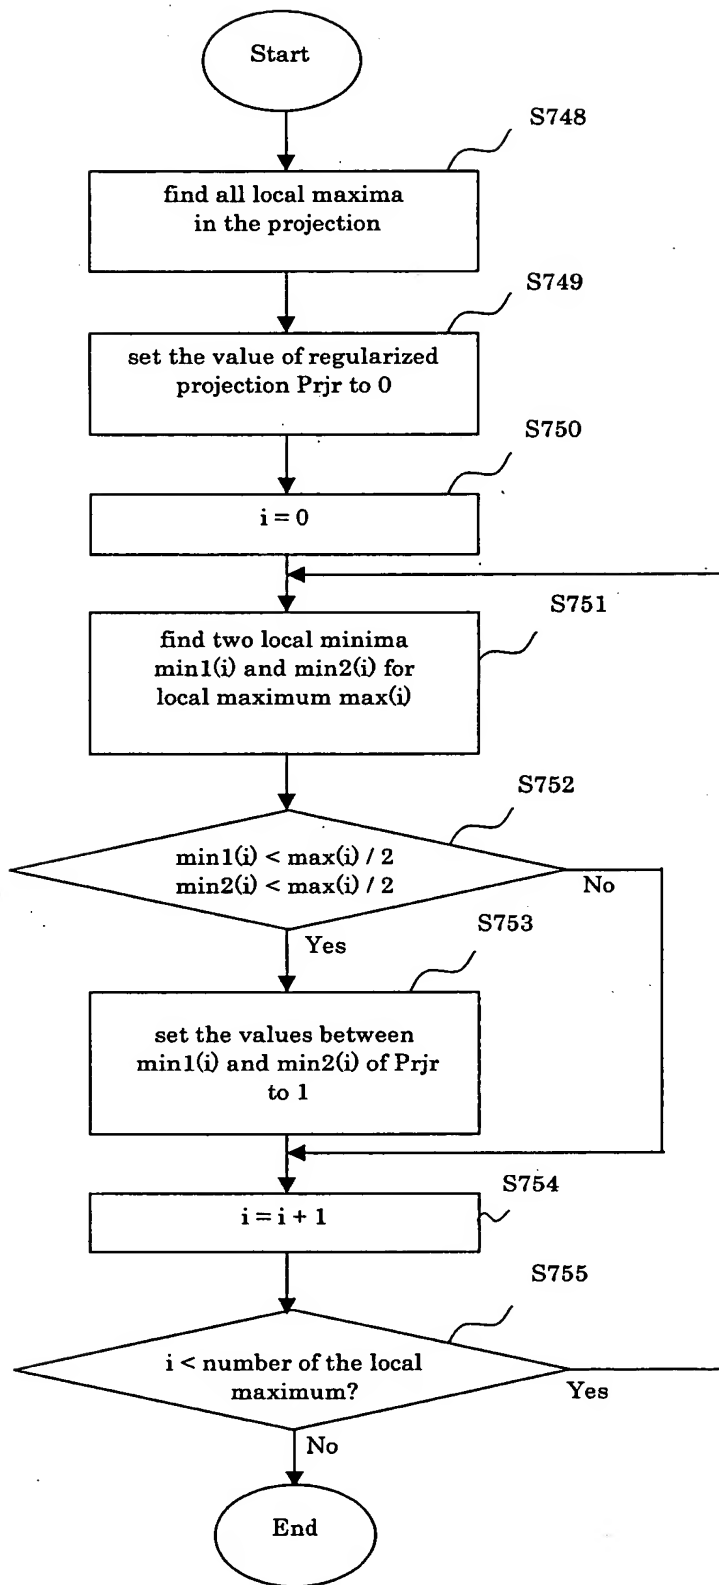 Start
S748
find all local maxima
in the projection
S749
set the value of regularized
projection Prjr to 0
S750
i = 0
S751
find two local minima
min1(i) and min2(i) for
local maximum max(i)
S752
min1(i) < max(i) / 2
min2(i) < max(i) / 2
No
Yes
S753
set the values between
min1(i) and min2(i) of Prjr
to 1
S754
i = i + 1
S755
i < number of the local
maximum?
Yes
No
End